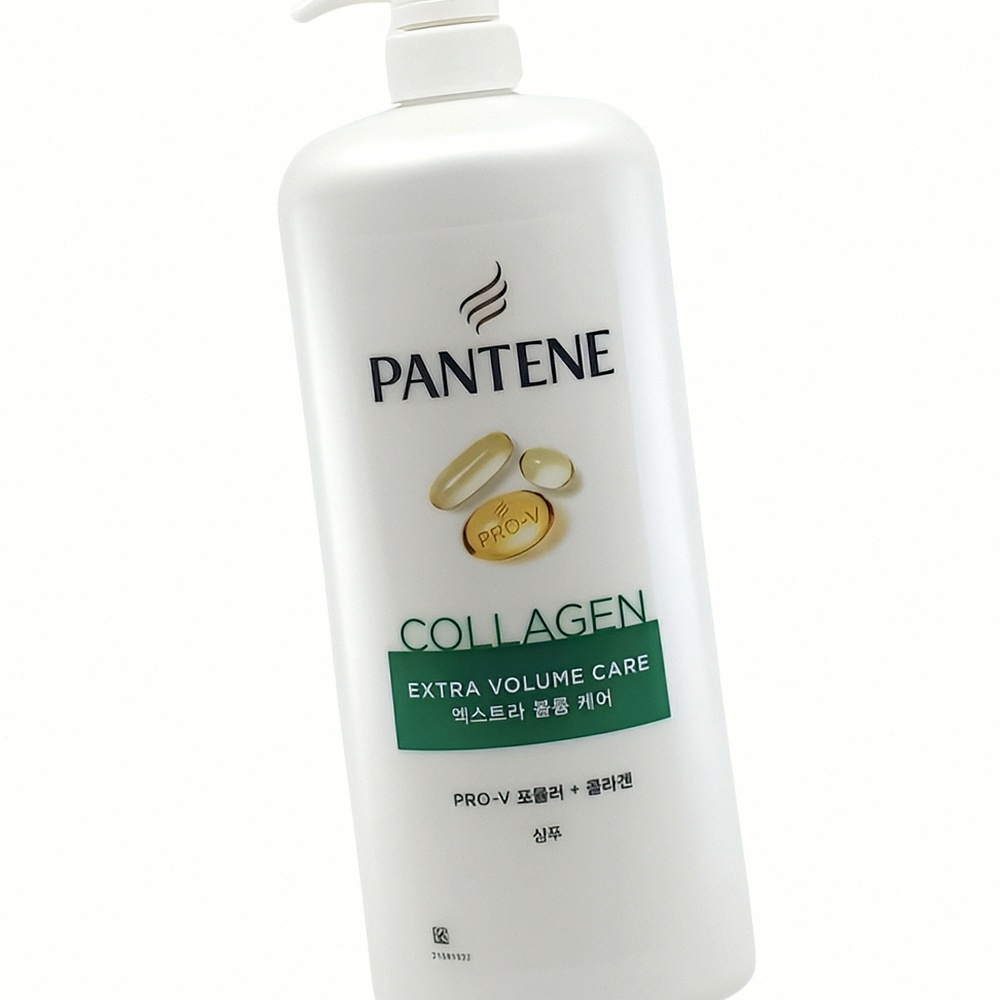 PANTENE
PRO-V
COLLAGEN
EXTRA VOLUME CARE
엑스트라 볼륨 케어
PRO-V 포뮬러 + 콜라겐
샴푸